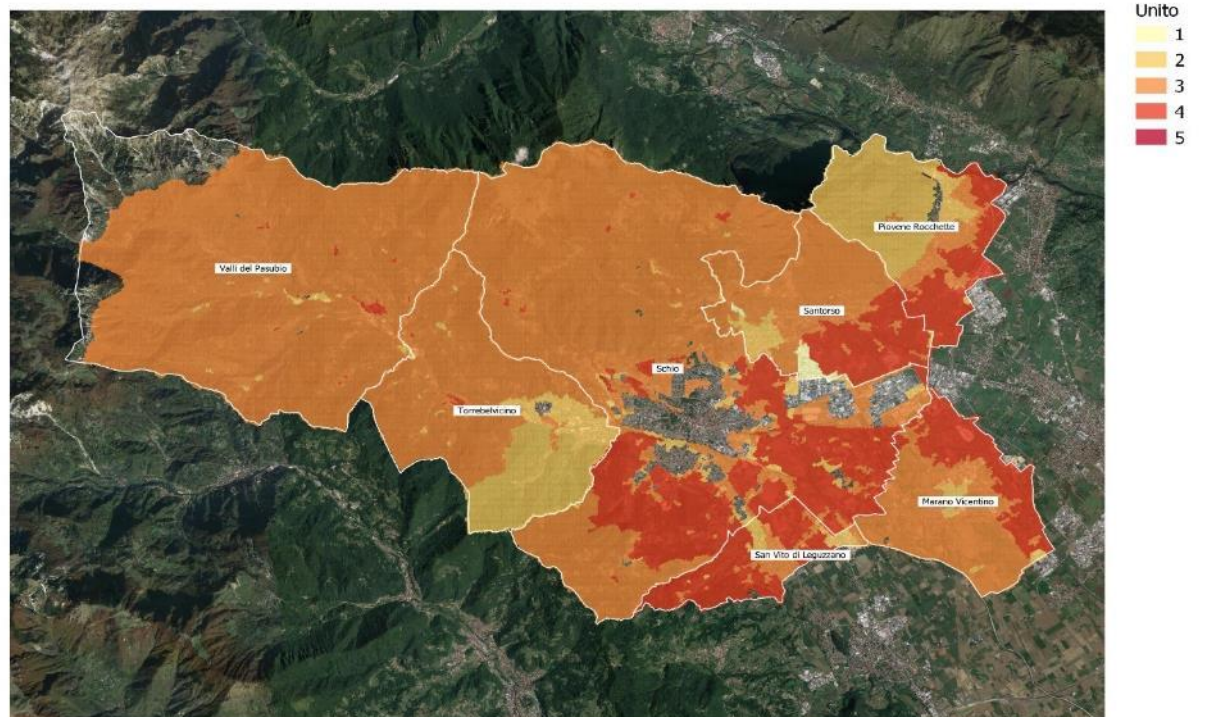 Unito
1
2
3
4
5
Piovene Rocchette
Valli del Pasubio
Santorso
Schio
Torrebelvicino
Marano Vicentino
San Vito di Leguzzano